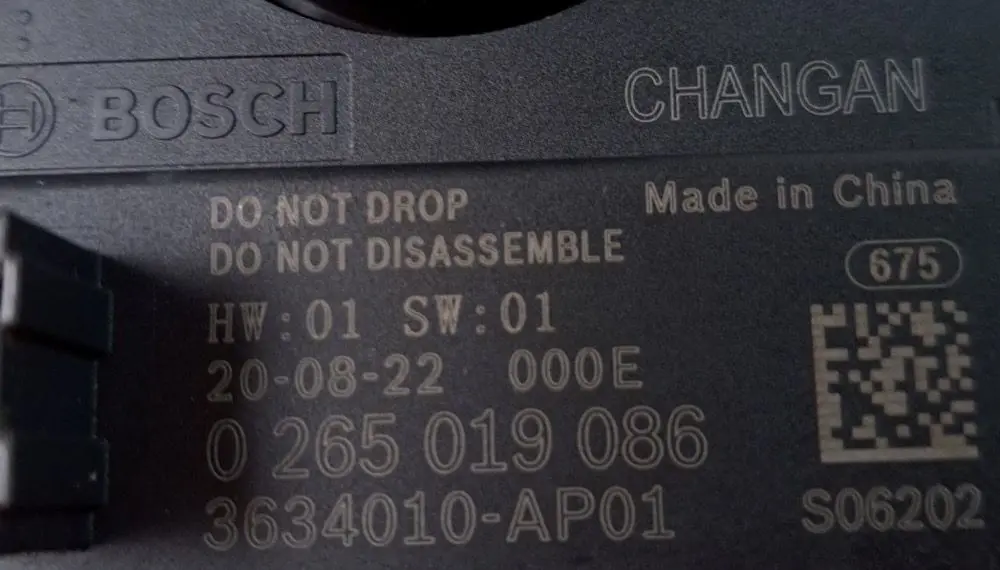 BOSCH
CHANGAN
DO NOT DROP
DO NOT DISASSEMBLE
Made in China
675
HW:01 SW:01
20-08-22 000E
0 265 019 086
3634010-AP01
S06202